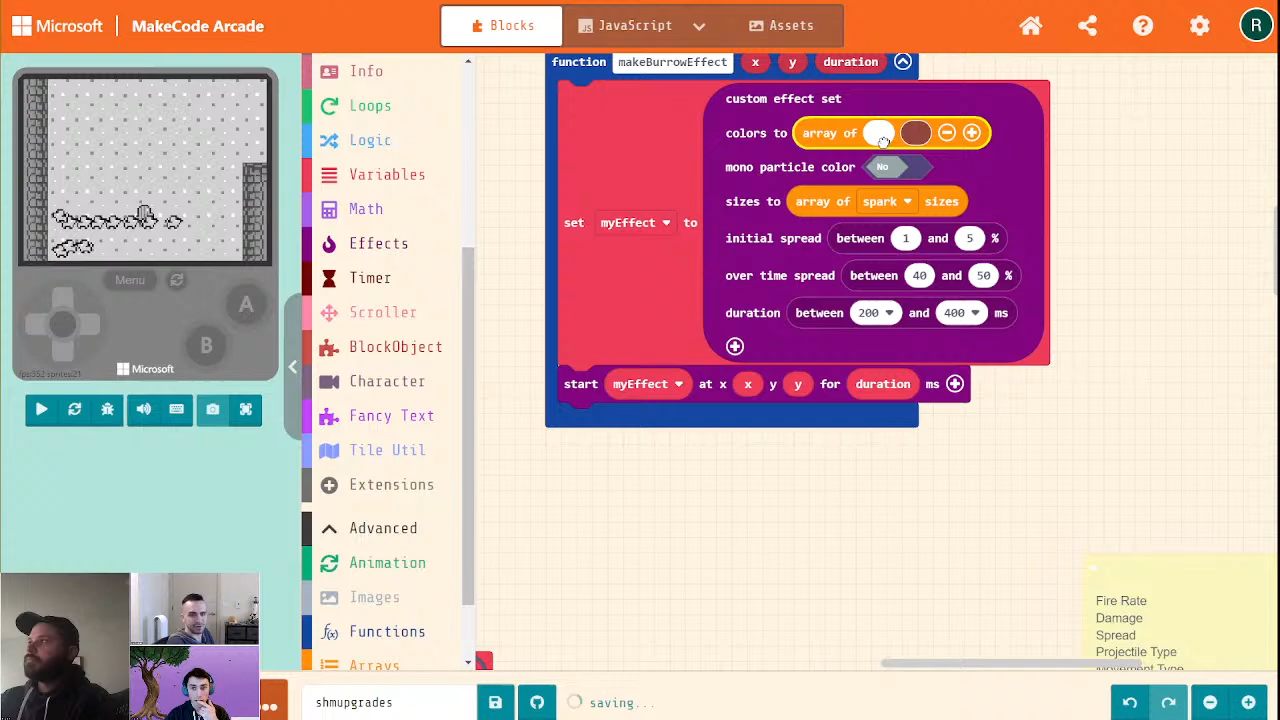 Microsoft MakeCode Arcade
Blocks
JavaScript
Assets
R
Menu
A
B
Microsoft
Info
Loops
Logic
Variables
Math
Effects
Timer
Scroller
BlockObject
Character
Fancy Text
Tile Util
Extensions
Advanced
Animation
Images
Functions
Arrays
function makeBurrowEffect x y duration
custom effect set
colors to array of
mono particle color No
sizes to array of spark sizes
initial spread between 1 and 5 %
set myEffect to
over time spread between 40 and 50 %
duration between 200 and 400 ms
start myEffect at x x y y for duration ms
Fire Rate
Damage
Spread
Projectile Type
Movement Type
shmupgrades
saving...